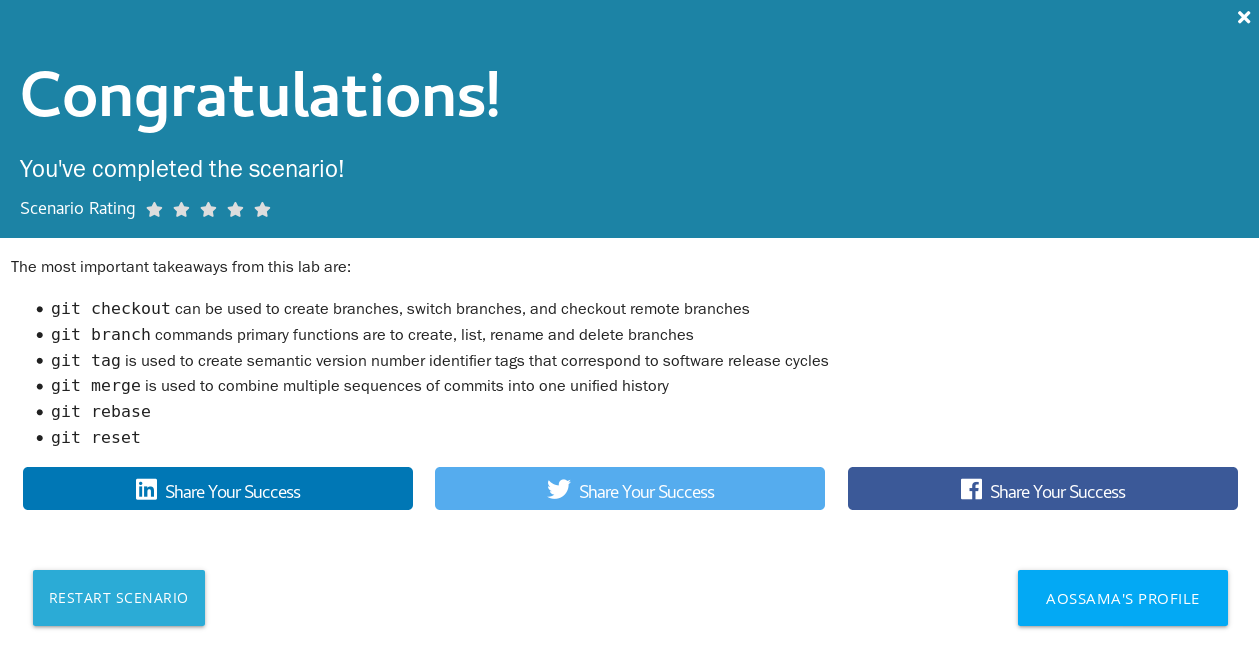 Congratulations!
You've completed the scenario!
Scenario Rating
The most important takeaways from this lab are:
git checkout can be used to create branches, switch branches, and checkout remote branches
git branch commands primary functions are to create, list, rename and delete branches
git tag is used to create semantic version number identifier tags that correspond to software release cycles
git merge is used to combine multiple sequences of commits into one unified history
git rebase
git reset
Share Your Success
Share Your Success
Share Your Success
RESTART SCENARIO
AOSSAMA'S PROFILE